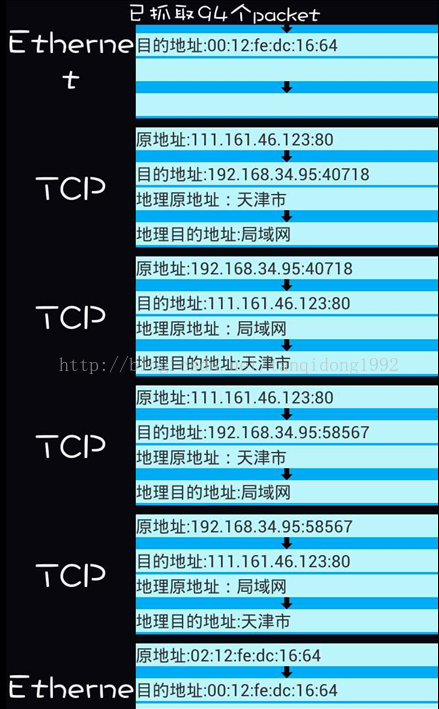 已抓取94个packet
Etherne
t
目的地址:00:12:fe:dc:16:64
TCP
原地址:111.161.46.123:80
目的地址:192.168.34.95:40718
地理原地址：天津市
地理目的地址:局域网
TCP
原地址:192.168.34.95:40718
目的地址:111.161.46.123:80
地理原地址：局域网
地理目的地址:天津市
TCP
原地址:111.161.46.123:80
目的地址:192.168.34.95:58567
地理原地址：天津市
地理目的地址:局域网
TCP
原地址:192.168.34.95:58567
目的地址:111.161.46.123:80
地理原地址：局域网
地理目的地址:天津市
Etherne
原地址:02:12:fe:dc:16:64
目的地址:00:12:fe:dc:16:64